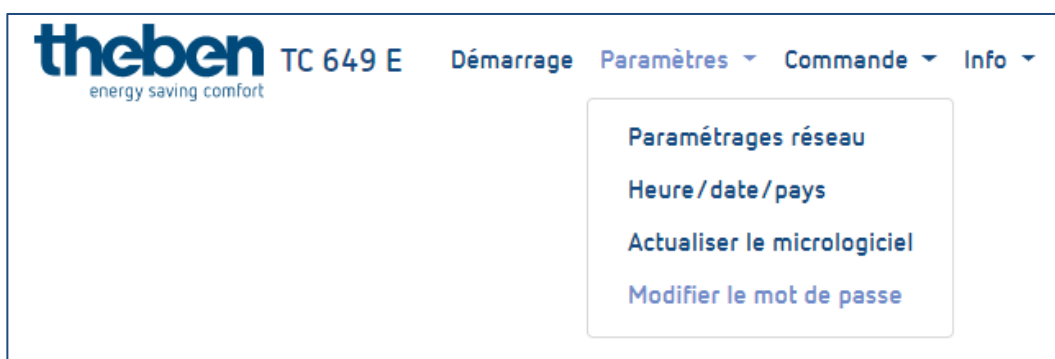 theben TC 649 E Démarrage Paramètres Commande Info
energy saving comfort
Paramétrages réseau
Heure/date/pays
Actualiser le micrologiciel
Modifier le mot de passe